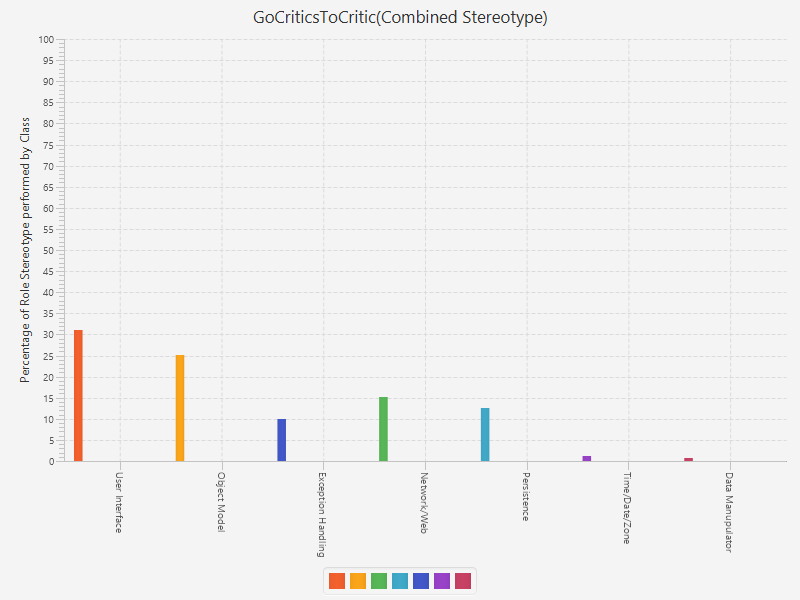 GoCriticsToCritic(Combined Stereotype)
Percentage of Role Stereotype performed by Class
100
95
90
85
80
75
70
65
60
55
50
45
40
35
30
25
20
15
10
5
0
User Interface
Object Model
Exception Handling
Network/Web
Persistence
Time/Date/Zone
Data Manupulator